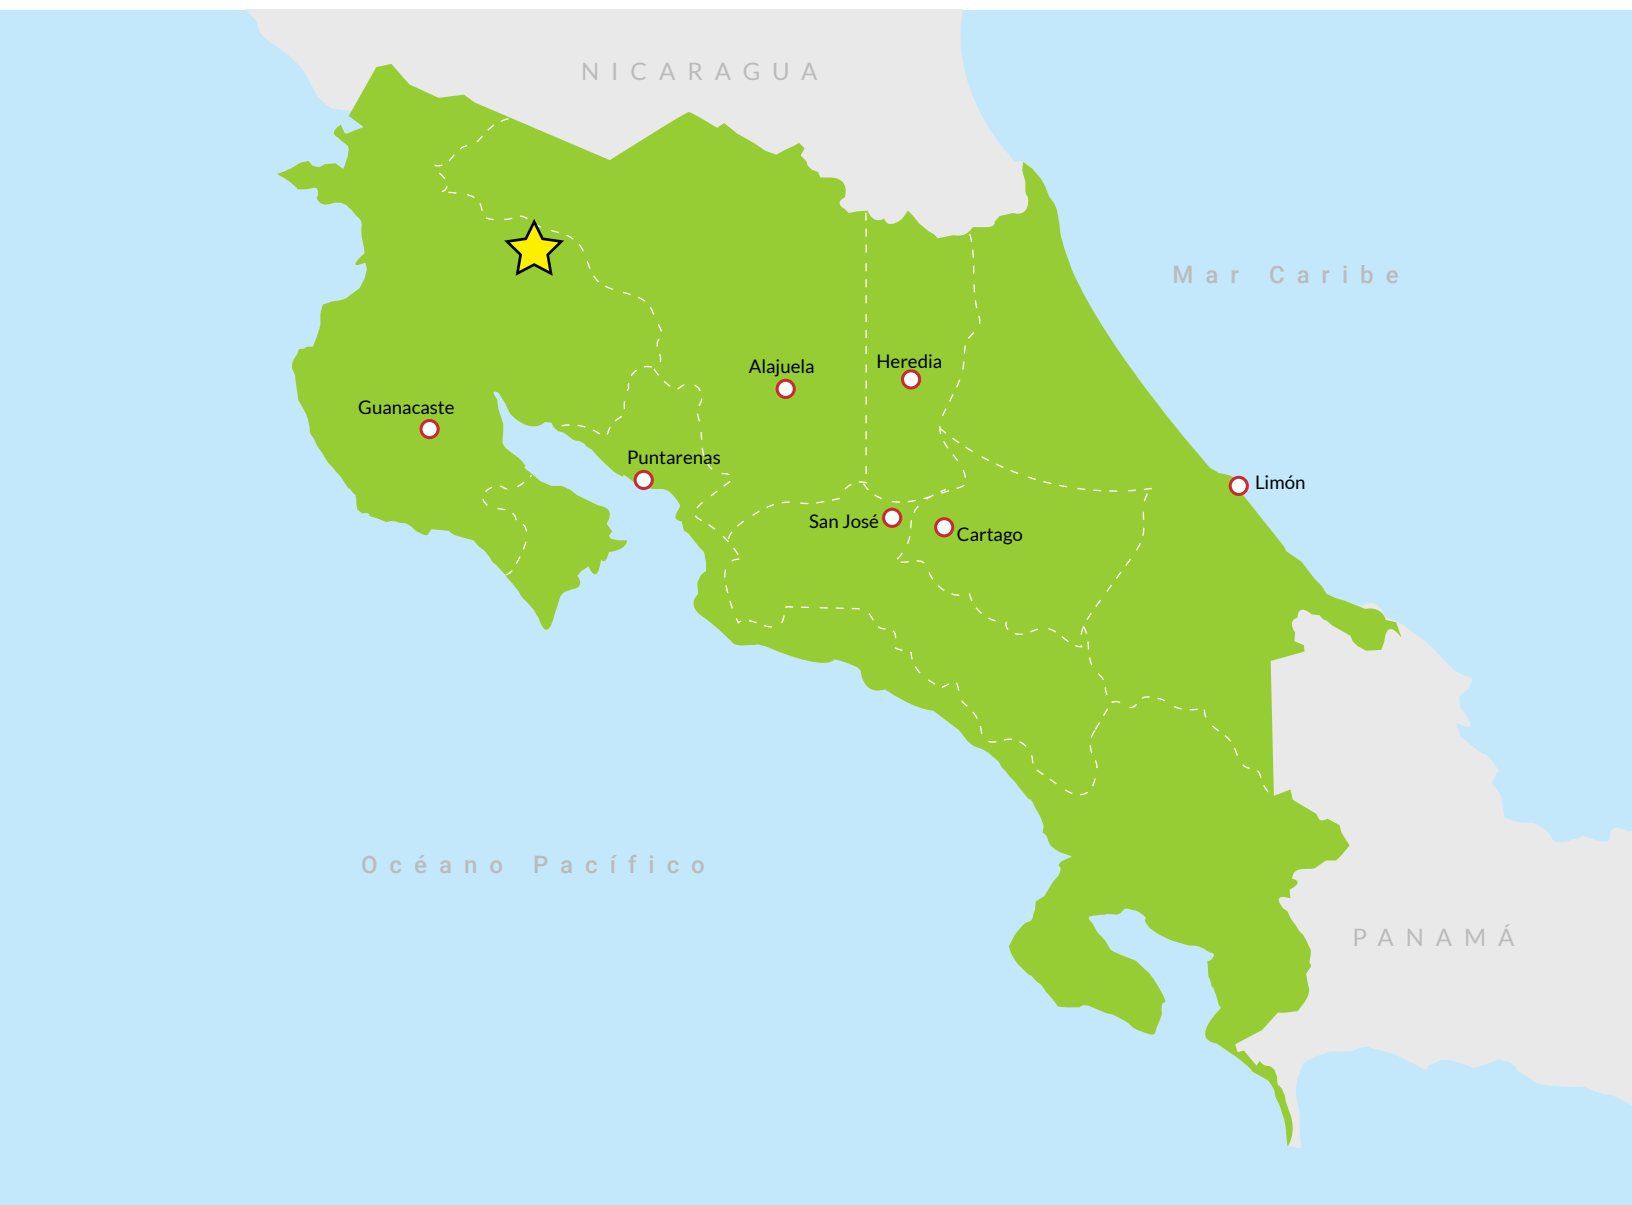 NICARAGUA
Mar Caribe
Alajuela
Heredia
Guanacaste
Puntarenas
Limón
San José
Cartago
Océano Pacífico
PANAMÁ